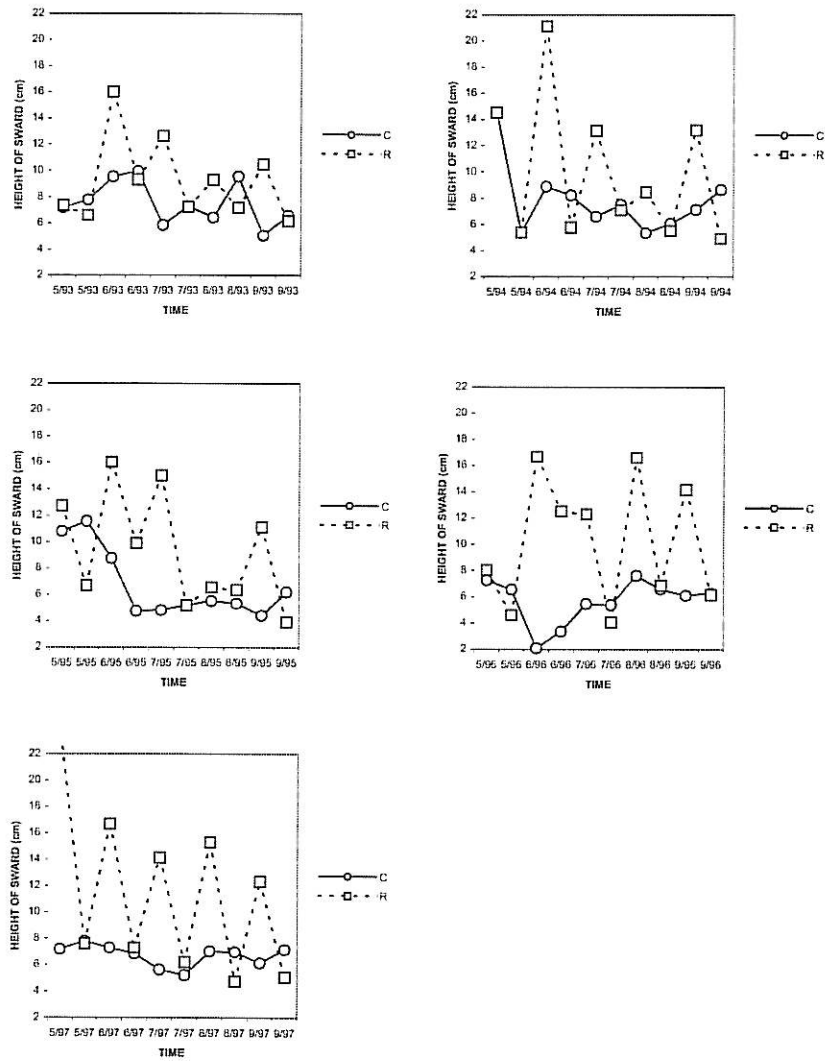 22
20
18
16
14
12
10
8
6
4
2
HEIGHT OF SWARD (cm)
5/93 5/93 6/93 6/93 7/93 7/93 8/93 8/93 9/93 9/93
TIME
C
R
22
20
18
16
14
12
10
8
6
4
2
HEIGHT OF SWARD (cm)
5/94 5/94 6/94 6/94 7/94 7/94 8/94 8/94 9/94 9/94
TIME
C
R
22
20
18
16
14
12
10
8
6
4
2
HEIGHT OF SWARD (cm)
5/95 5/95 6/95 6/95 7/95 7/95 8/95 8/95 9/95 9/95
TIME
C
R
22
20
18
16
14
12
10
8
6
4
2
HEIGHT OF SWARD (cm)
5/96 5/96 6/96 6/96 7/96 7/96 8/96 8/96 9/96 9/96
TIME
C
R
22
20
18
16
14
12
10
8
6
4
2
HEIGHT OF SWARD (cm)
5/97 5/97 6/97 6/97 7/97 7/97 8/97 8/97 9/97 9/97
TIME
C
R